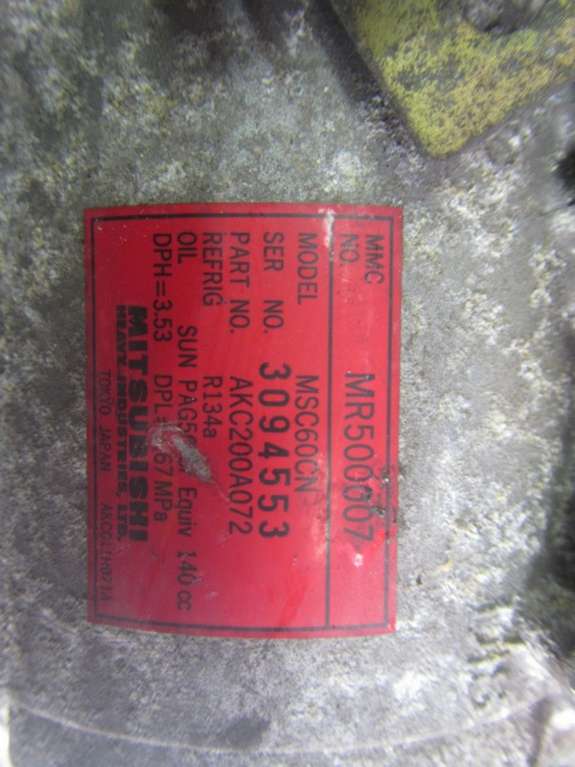 MMC NO. MR500007
MODEL MSC60CN
SER NO. 3094553
PART NO. AKC200A072
REFRIG R134a
OIL SUN Equiv 140 cc
DPH=3.53 MPa
MITSUBISHI
HEAVY INDUSTRIES, LTD.
TOKYO JAPAN